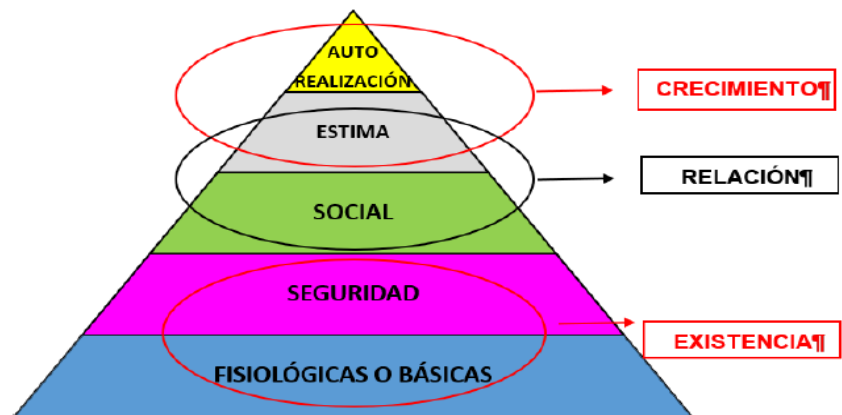 AUTO
REALIZACIÓN
CRECIMIENTO¶
ESTIMA
RELACIÓN¶
SOCIAL
SEGURIDAD
EXISTENCIA¶
FISIOLÓGICAS O BÁSICAS